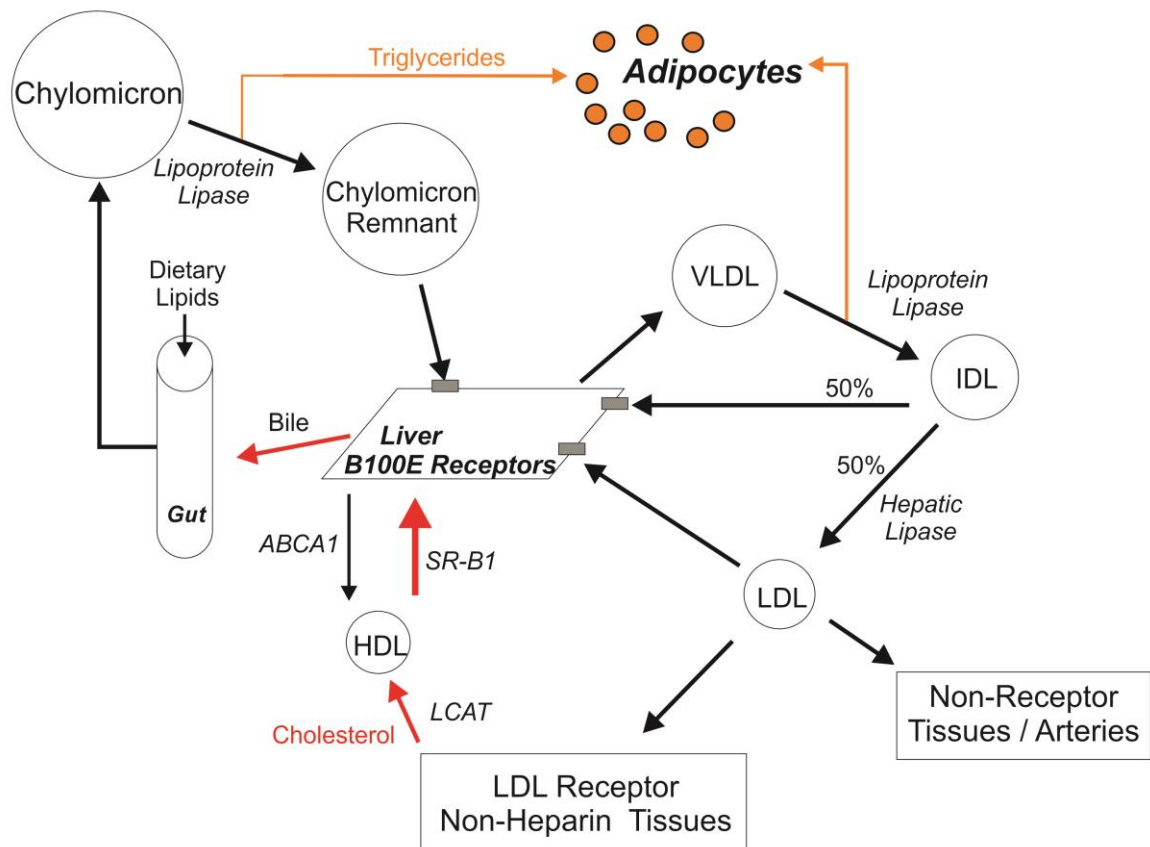 Chylomicron
Triglycerides
Adipocytes
Lipoprotein
Lipase
Chylomicron
Remnant
Dietary
Lipids
VLDL
Lipoprotein
Lipase
IDL
50%
50%
Hepatic
Lipase
Bile
Liver
B100E Receptors
Gut
ABCA1
SR-B1
LDL
HDL
LCAT
Cholesterol
Non-Receptor
Tissues / Arteries
LDL Receptor
Non-Heparin Tissues